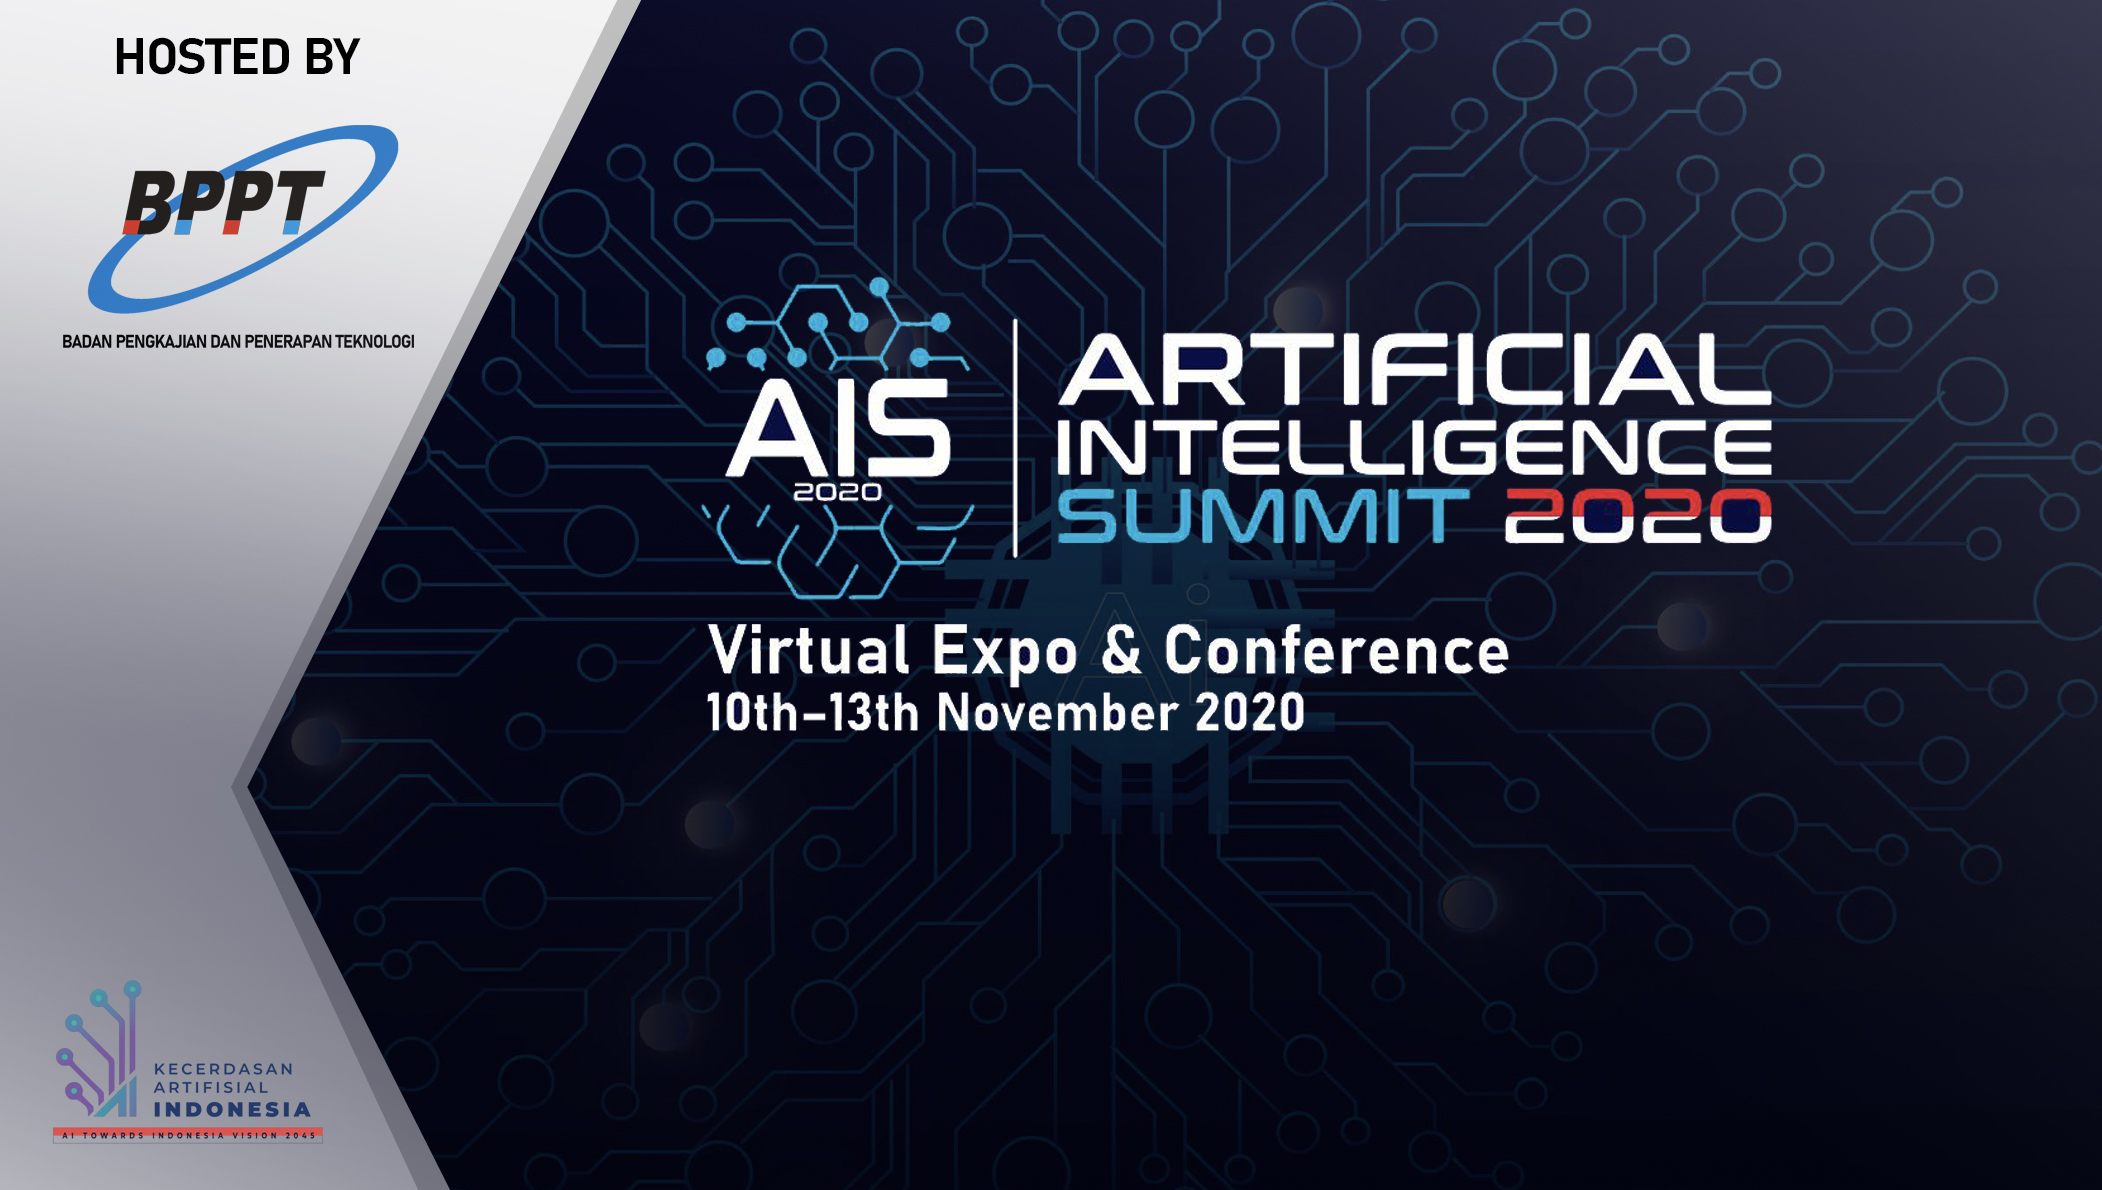 HOSTED BY
BPPT
BADAN PENGKAJIAN DAN PENERAPAN TEKNOLOGI
AIS
2020
ARTIFICIAL
INTELLIGENCE
SUMMIT 2020
Ai
Virtual Expo & Conference
10th–13th November 2020
KECERDASAN
ARTIFISIAL
INDONESIA
AI TOWARDS INDONESIA VISION 2045